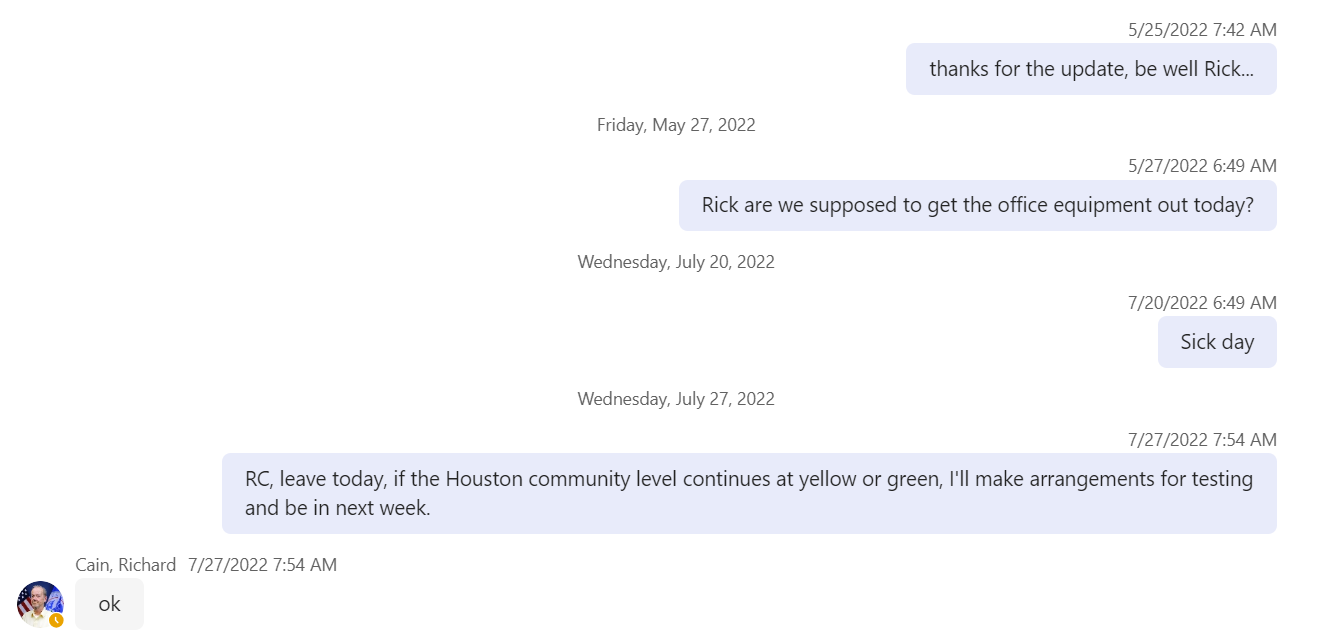 5/25/2022 7:42 AM
thanks for the update, be well Rick...
Friday, May 27, 2022
5/27/2022 6:49 AM
Rick are we supposed to get the office equipment out today?
Wednesday, July 20, 2022
7/20/2022 6:49 AM
Sick day
Wednesday, July 27, 2022
7/27/2022 7:54 AM
RC, leave today, if the Houston community level continues at yellow or green, I'll make arrangements for testing
and be in next week.
Cain, Richard 7/27/2022 7:54 AM
ok